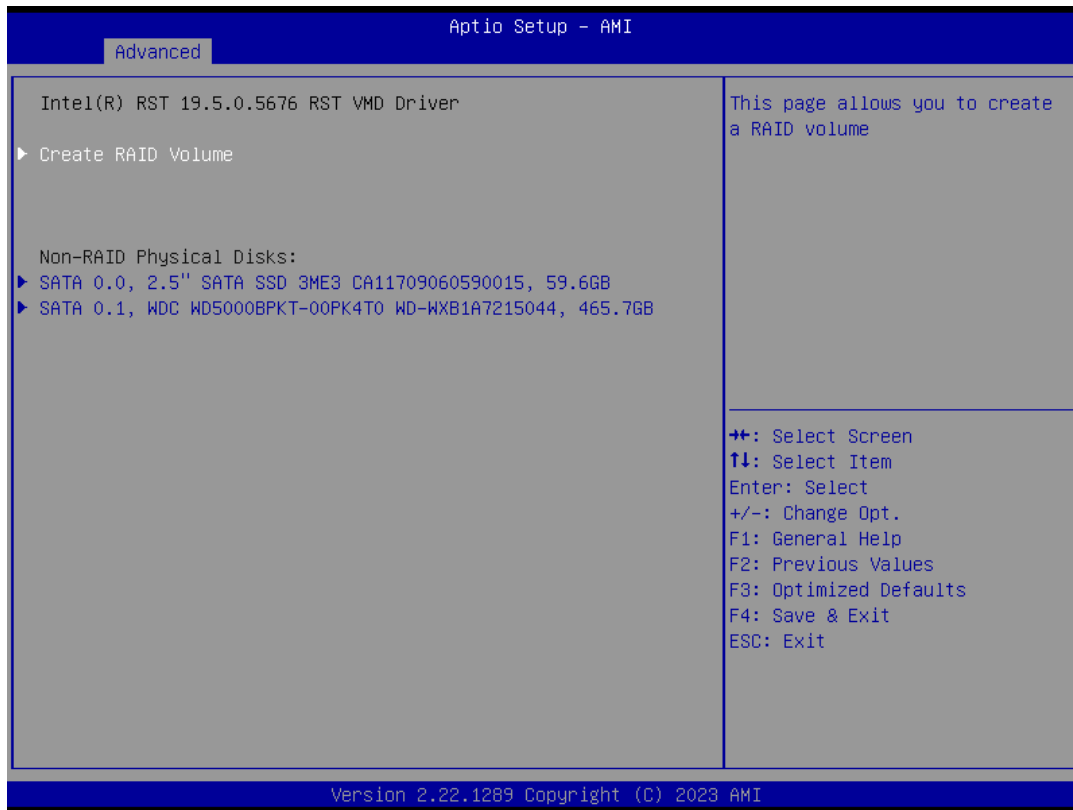 Aptio Setup - AMI
Advanced
Intel(R) RST 19.5.0.5676 RST VMD Driver
Create RAID Volume
Non-RAID Physical Disks:
SATA 0.0, 2.5" SATA SSD 3ME3 CA11709060590015, 59.6GB
SATA 0.1, WDC WD5000BPKT-00PK4T0 WD-WXB1A7215044, 465.7GB
This page allows you to create
a RAID volume
→←: Select Screen
↑↓: Select Item
Enter: Select
+/-: Change Opt.
F1: General Help
F2: Previous Values
F3: Optimized Defaults
F4: Save & Exit
ESC: Exit
Version 2.22.1289 Copyright (C) 2023 AMI